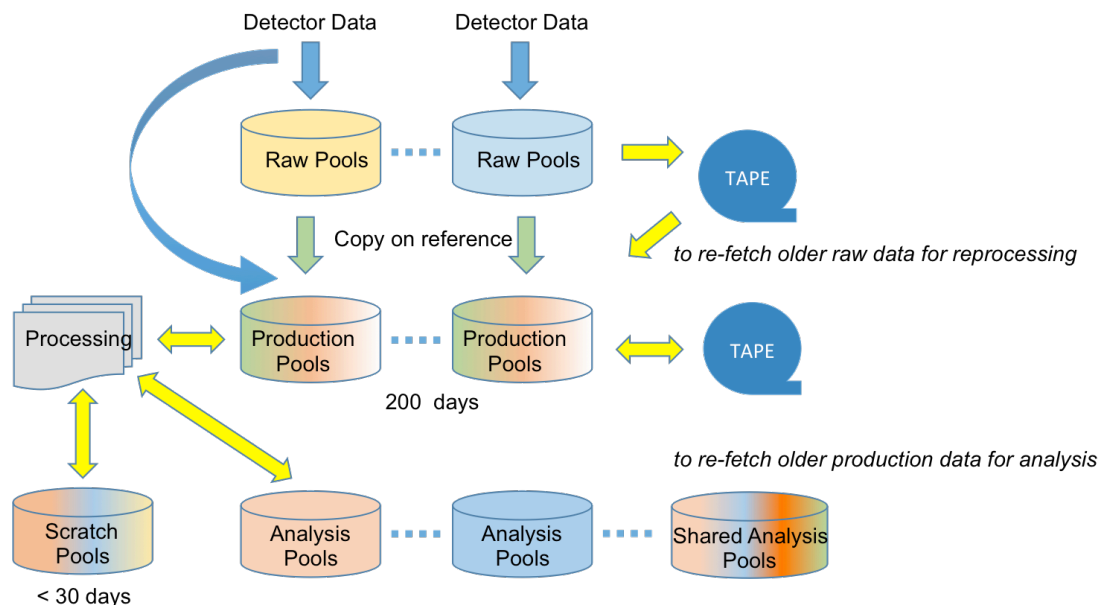 Detector Data
Detector Data
Raw Pools
Raw Pools
TAPE
Copy on reference
to re-fetch older raw data for reprocessing
Processing
Production
Pools
Production
Pools
TAPE
200 days
to re-fetch older production data for analysis
Scratch
Pools
Analysis
Pools
Analysis
Pools
Shared Analysis
Pools
< 30 days